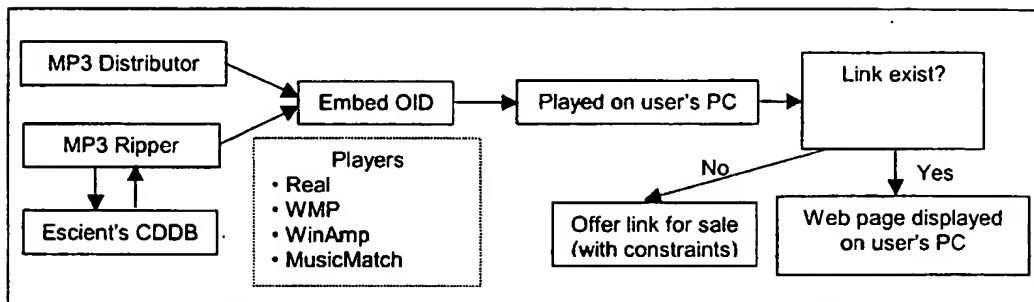 MP3 Distributor
MP3 Ripper
Escient's CDDB
Embed OID
Players
• Real
• WMP
• WinAmp
• MusicMatch
Played on user's PC
Link exist?
No
Yes
Offer link for sale
(with constraints)
Web page displayed
on user's PC